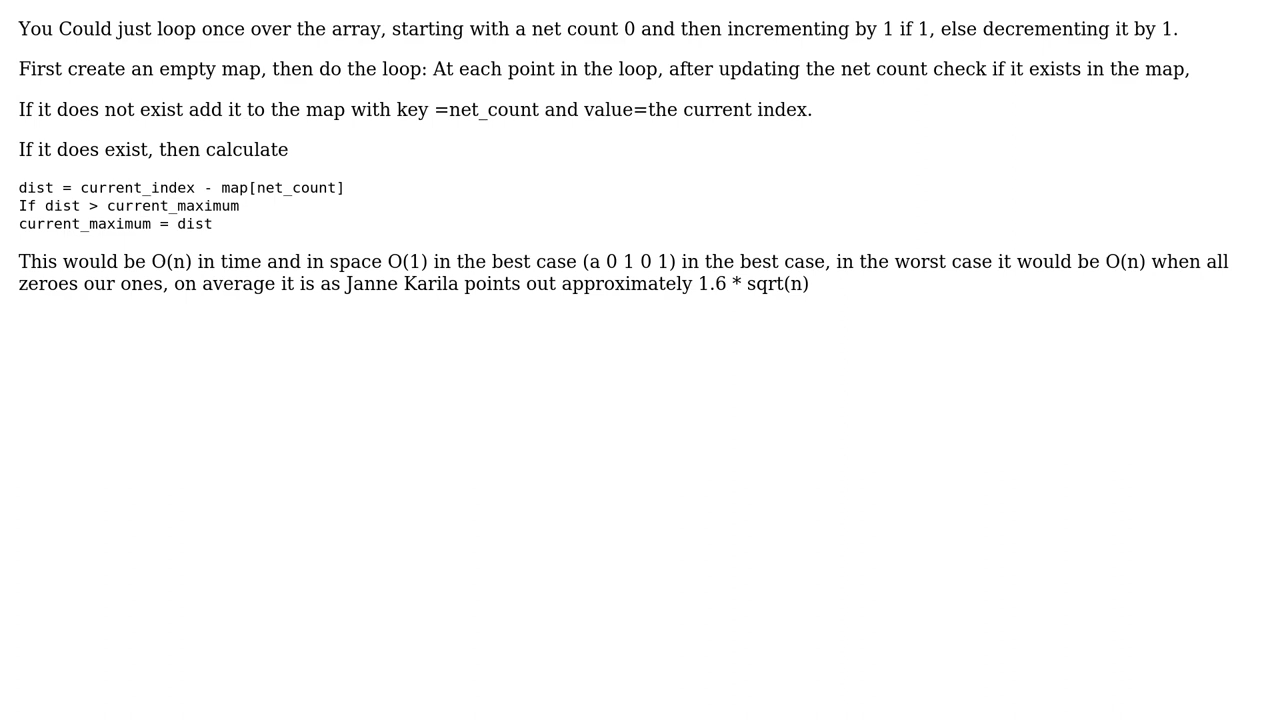 You Could just loop once over the array, starting with a net count 0 and then incrementing by 1 if 1, else decrementing it by 1.
First create an empty map, then do the loop: At each point in the loop, after updating the net count check if it exists in the map,
If it does not exist add it to the map with key =net_count and value=the current index.
If it does exist, then calculate
dist = current_index - map[net_count]
If dist > current_maximum
current_maximum = dist
This would be O(n) in time and in space O(1) in the best case (a 0 1 0 1) in the best case, in the worst case it would be O(n) when all
zeroes our ones, on average it is as Janne Karila points out approximately 1.6 * sqrt(n)